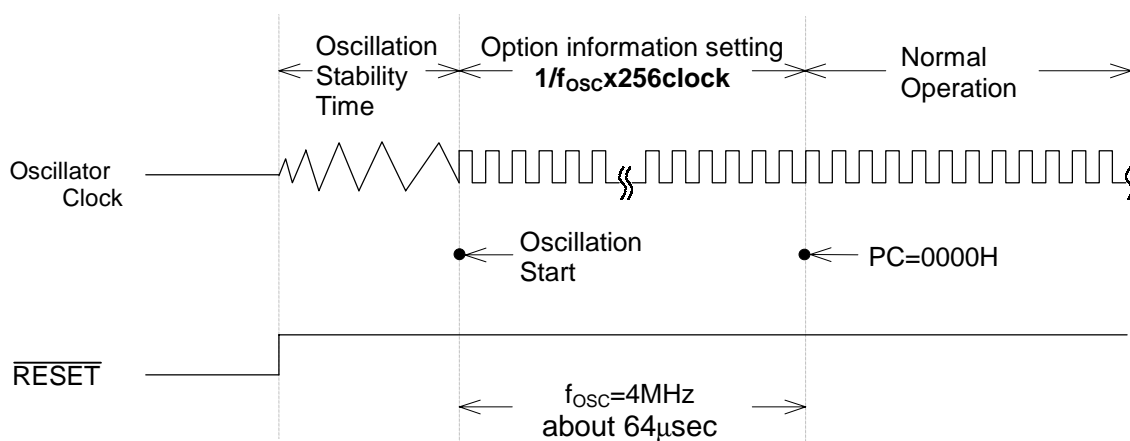 Oscillation
Stability
Time
Option information setting
1/fOSCx256clock
Normal
Operation
Oscillator
Clock
Oscillation
Start
PC=0000H
RESET
fOSC=4MHz
about 64μsec